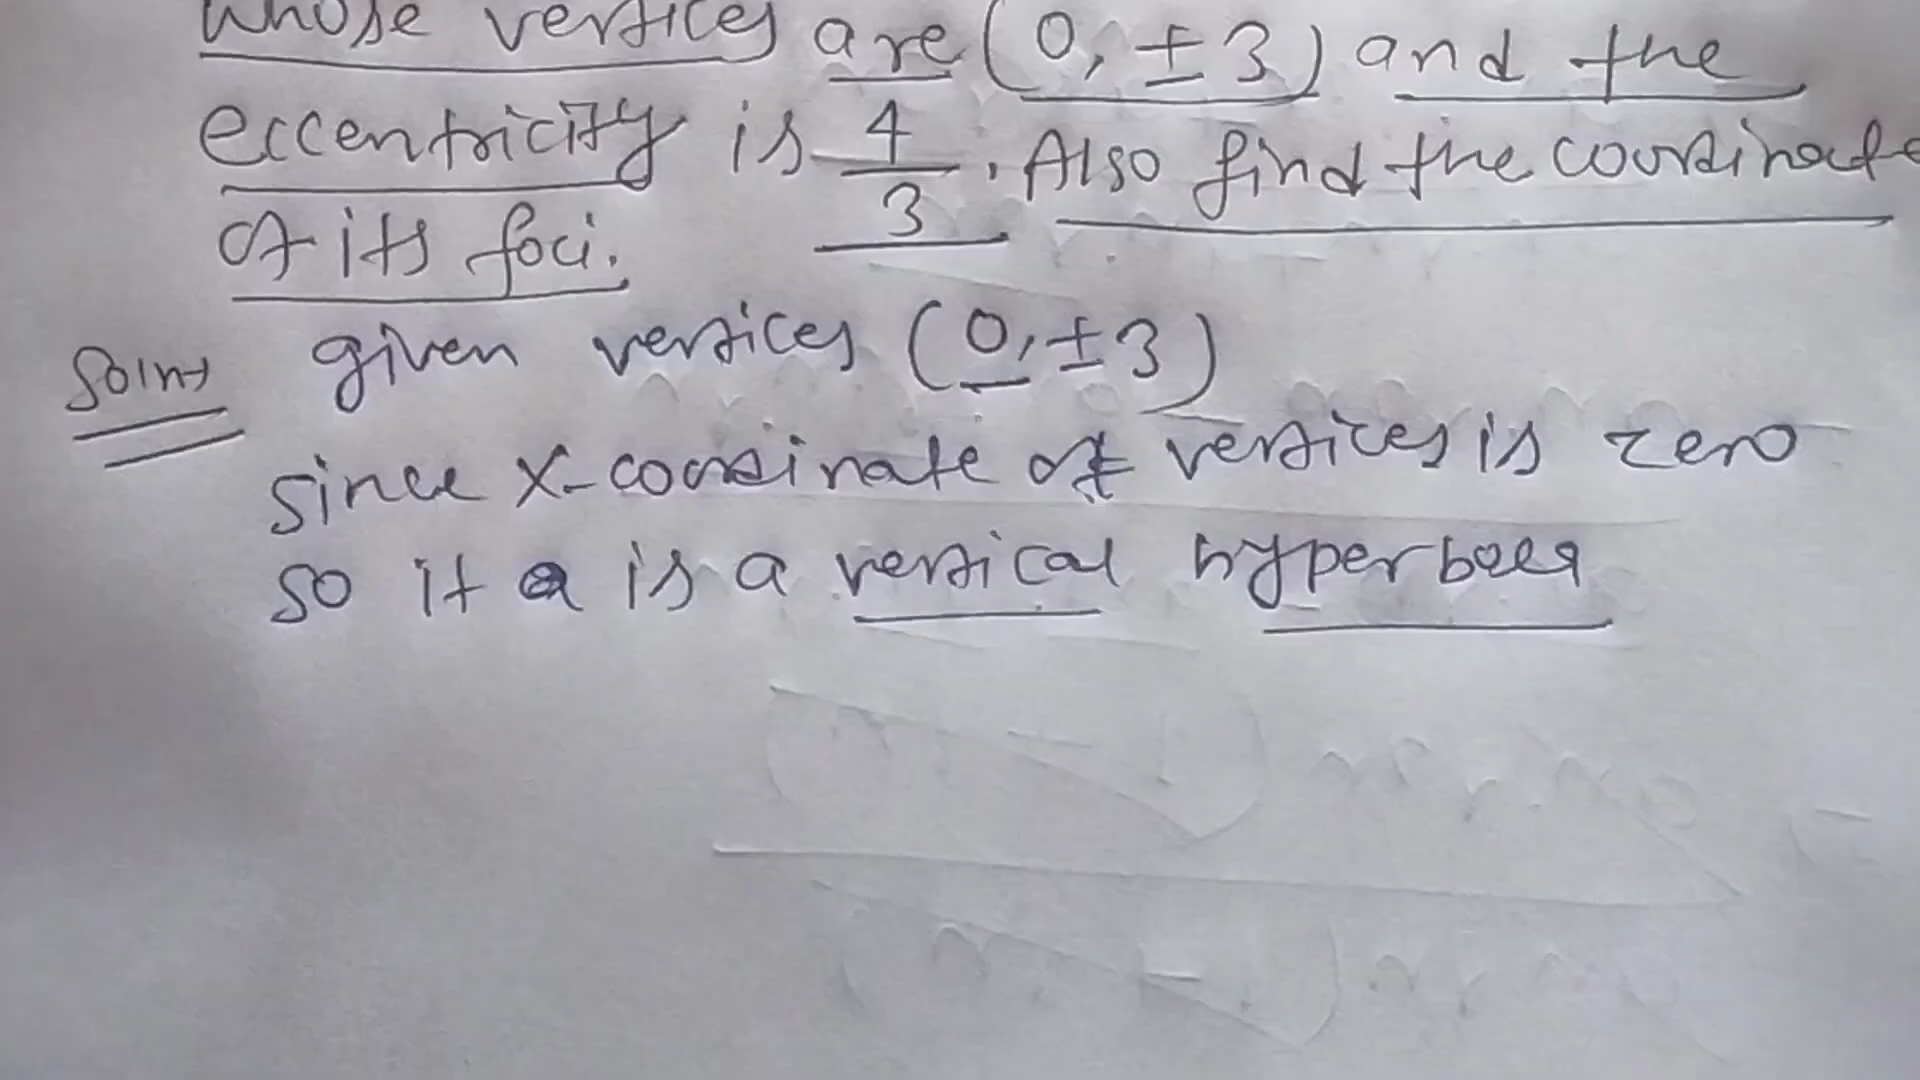 whose vertices are (0, ±3) and the
eccentricity is 4/3. Also find the coordinate
of its foci.
Soln given vertices (0, ±3)
since x-coordinate of vertices is zero
so it is a vertical hyperbola